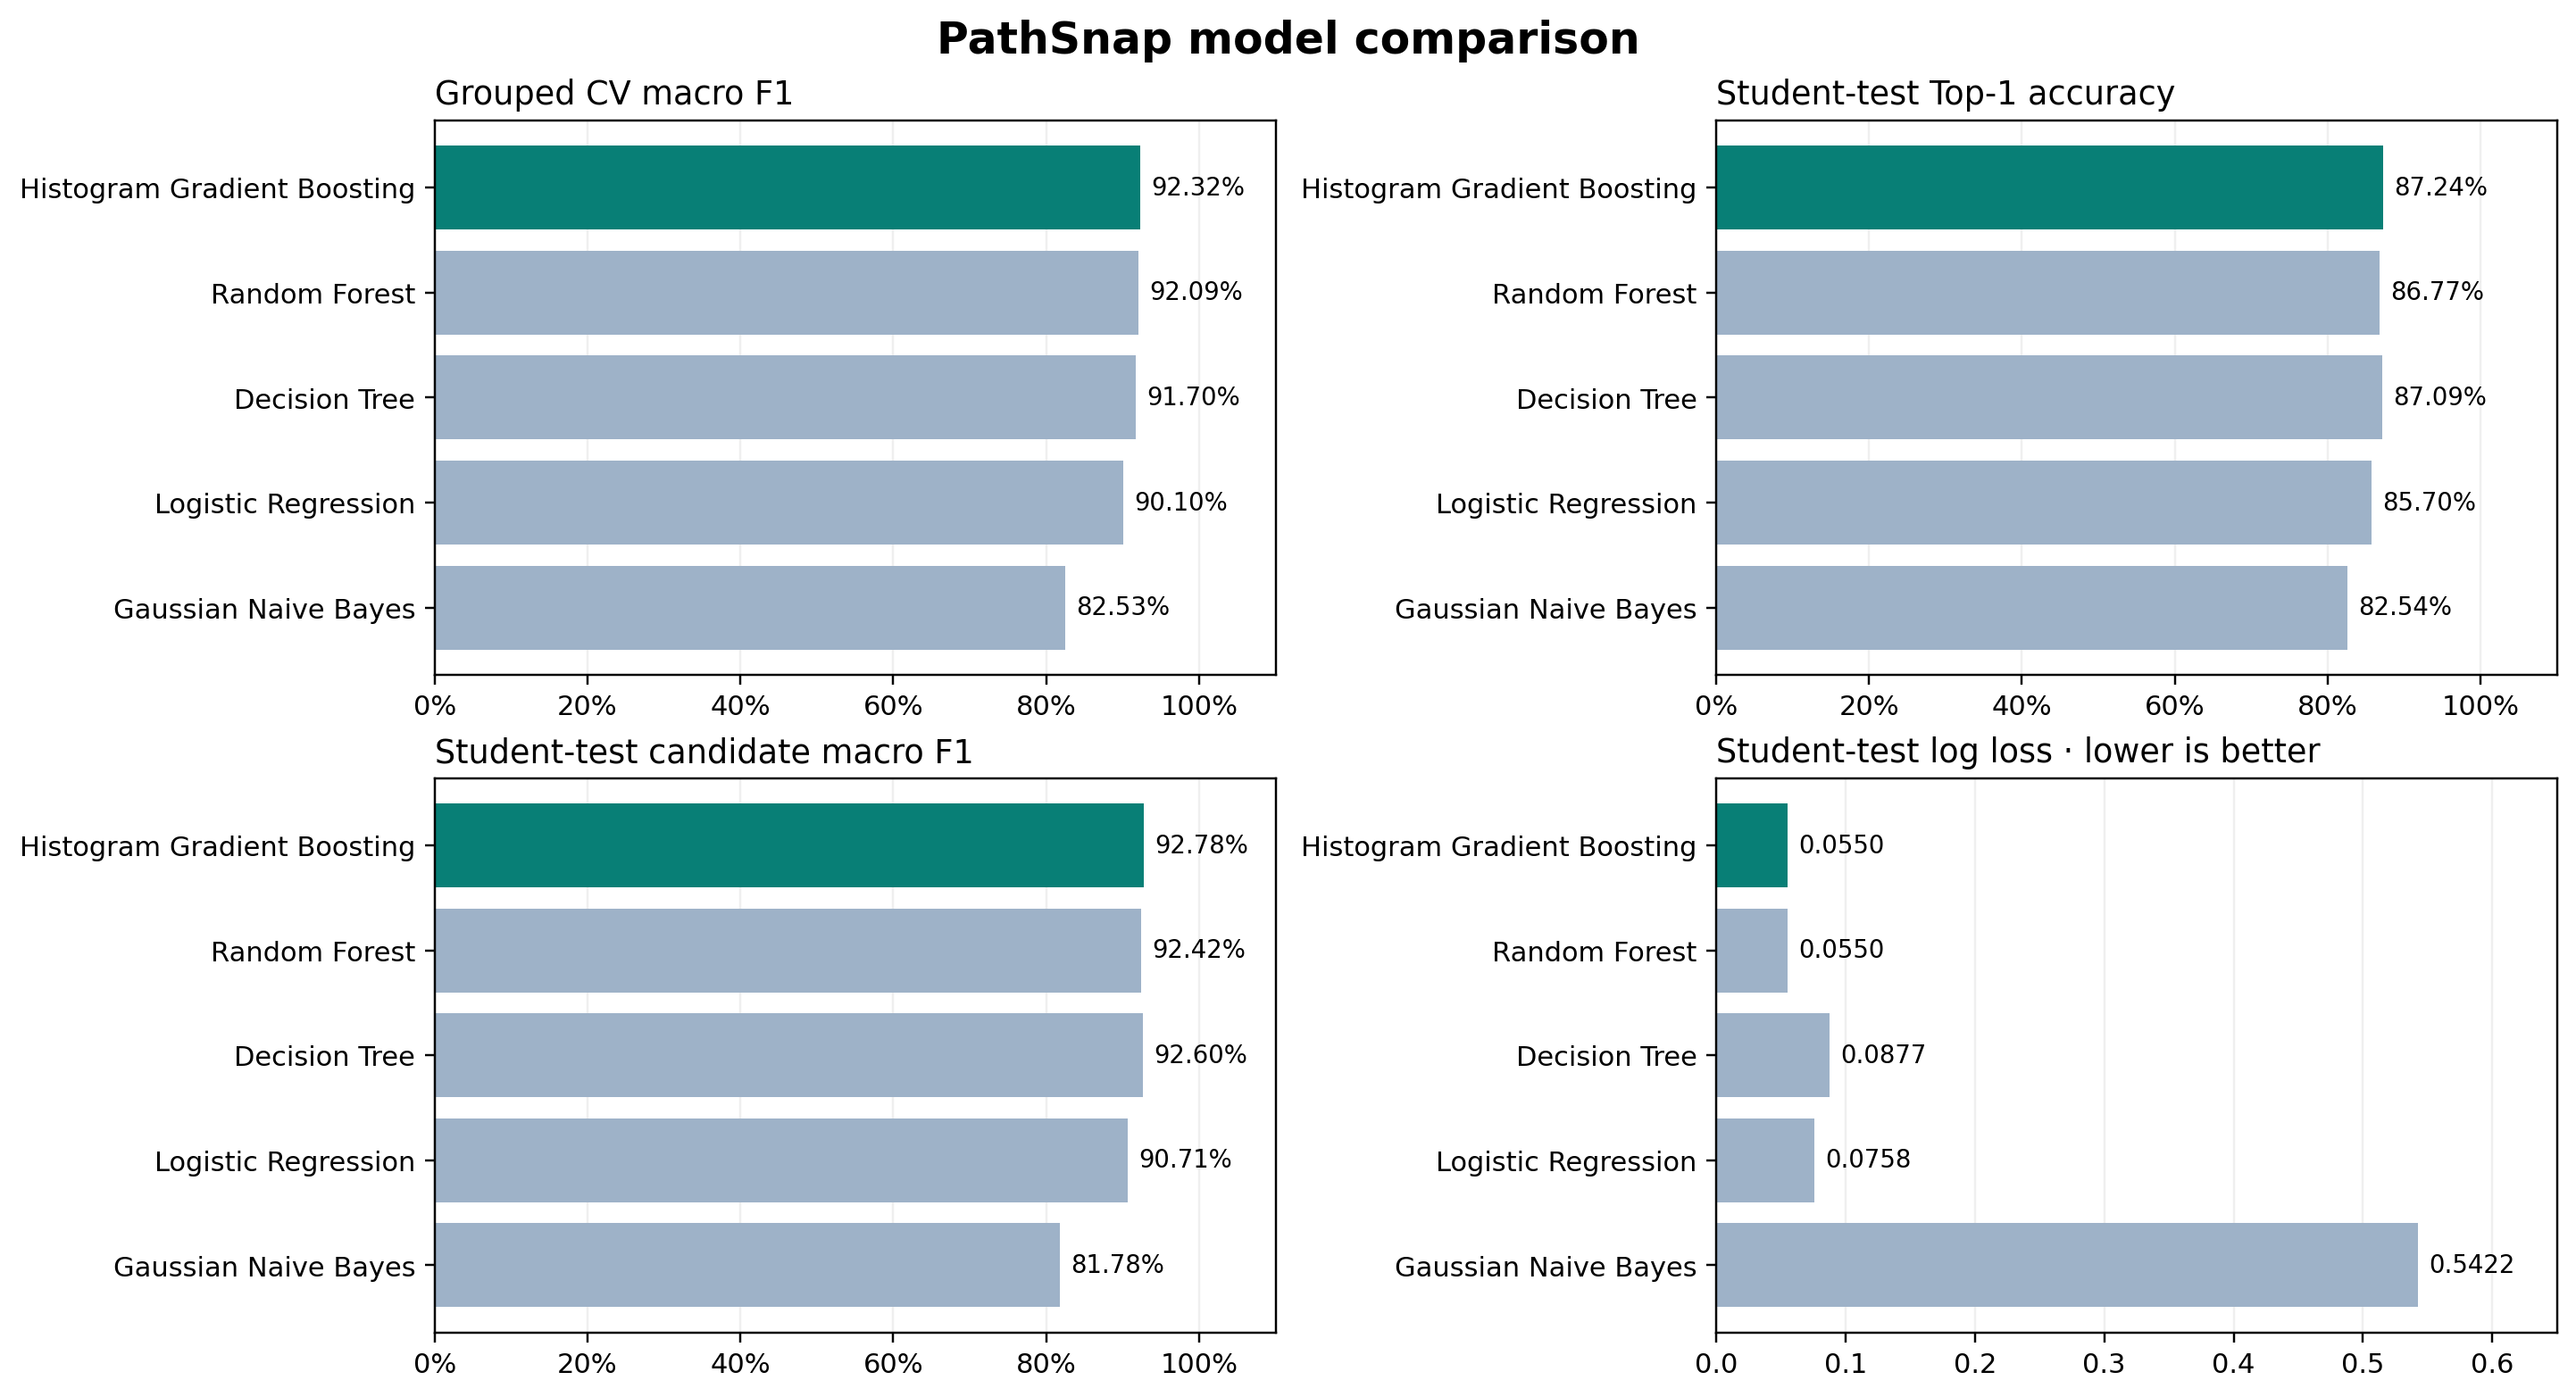 PathSnap model comparison
Grouped CV macro F1
Histogram Gradient Boosting 92.32%
Random Forest 92.09%
Decision Tree 91.70%
Logistic Regression 90.10%
Gaussian Naive Bayes 82.53%
0% 20% 40% 60% 80% 100%
Student-test Top-1 accuracy
Histogram Gradient Boosting 87.24%
Random Forest 86.77%
Decision Tree 87.09%
Logistic Regression 85.70%
Gaussian Naive Bayes 82.54%
0% 20% 40% 60% 80% 100%
Student-test candidate macro F1
Histogram Gradient Boosting 92.78%
Random Forest 92.42%
Decision Tree 92.60%
Logistic Regression 90.71%
Gaussian Naive Bayes 81.78%
0% 20% 40% 60% 80% 100%
Student-test log loss · lower is better
Histogram Gradient Boosting 0.0550
Random Forest 0.0550
Decision Tree 0.0877
Logistic Regression 0.0758
Gaussian Naive Bayes 0.5422
0.0 0.1 0.2 0.3 0.4 0.5 0.6